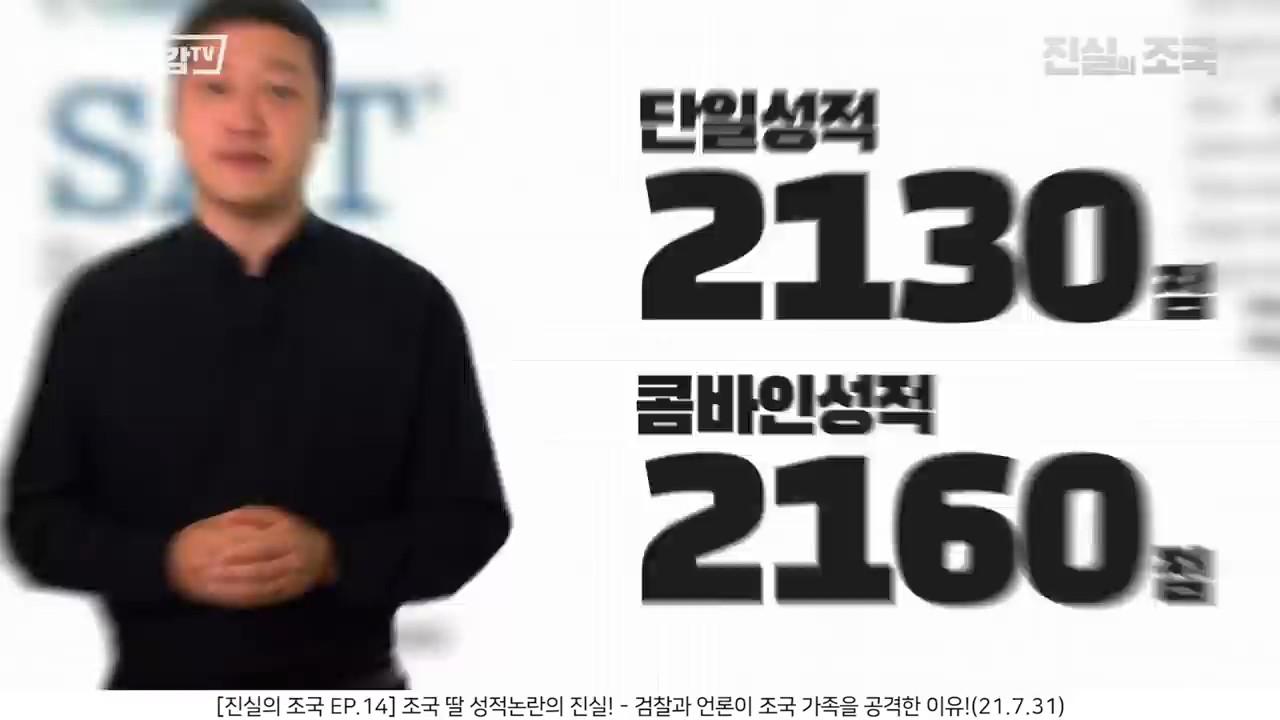 갑TV
진실의 조국
SAT
단일성적
2130점
콤바인성적
2160점
[진실의 조국 EP.14] 조국 딸 성적논란의 진실! - 검찰과 언론이 조국 가족을 공격한 이유!(21.7.31)